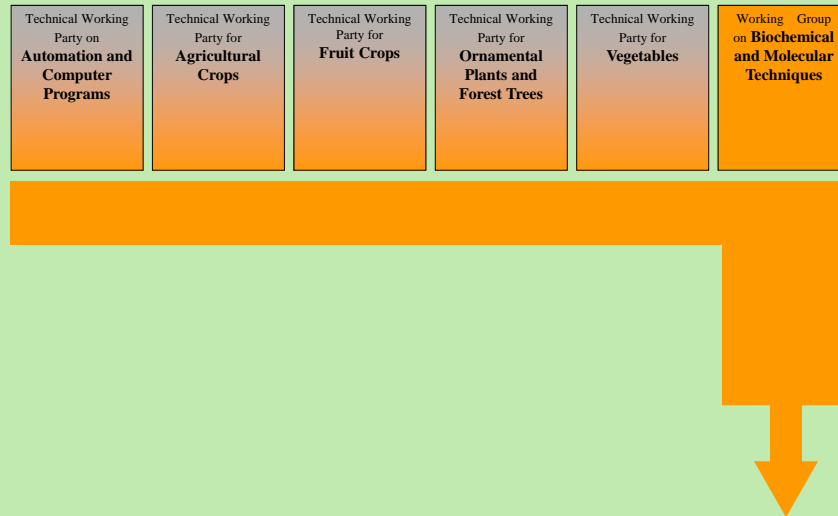 Technical Working
Party on
Automation and
Computer
Programs
Technical Working
Party for
Agricultural
Crops
Technical Working
Party for
Fruit Crops
Technical Working
Party for
Ornamental
Plants and
Forest Trees
Technical Working
Party for
Vegetables
Working Group
on Biochemical
and Molecular
Techniques